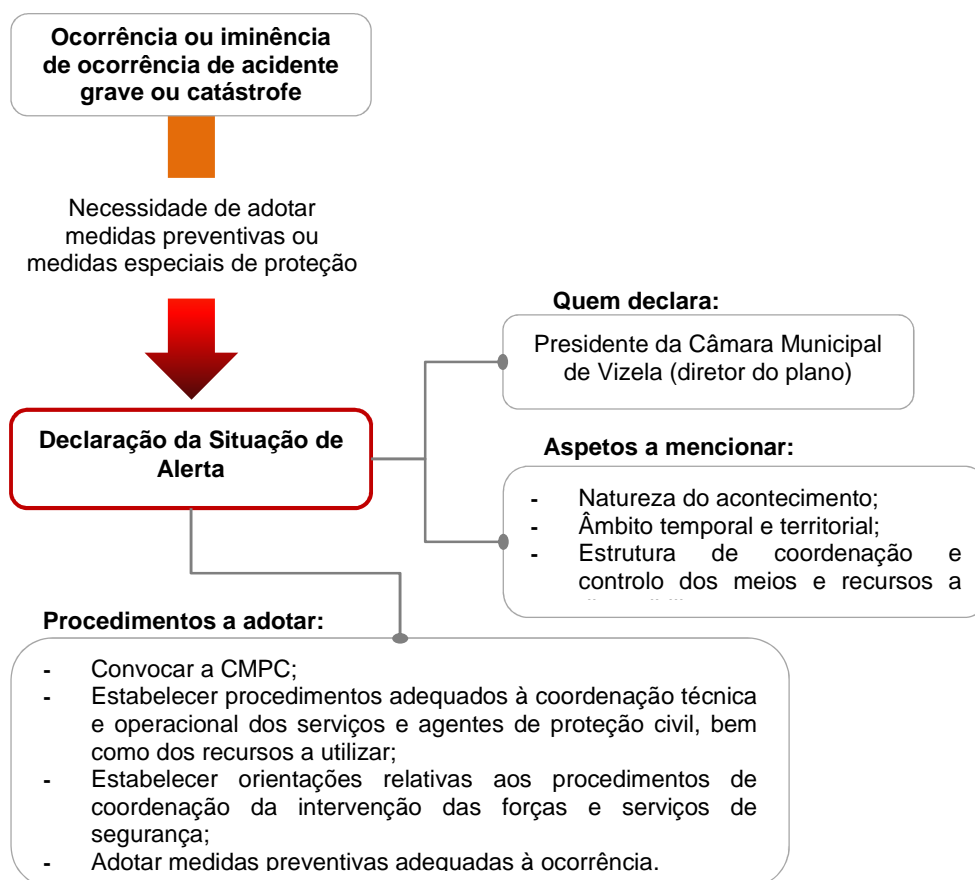 Ocorrência ou iminência
de ocorrência de acidente
grave ou catástrofe
Necessidade de adotar
medidas preventivas ou
medidas especiais de proteção
Declaração da Situação de
Alerta
Quem declara:
Presidente da Câmara Municipal
de Vizela (diretor do plano)
Aspetos a mencionar:
- Natureza do acontecimento;
- Âmbito temporal e territorial;
- Estrutura de coordenação e
controlo dos meios e recursos a
Procedimentos a adotar:
- Convocar a CMPC;
- Estabelecer procedimentos adequados à coordenação técnica
e operacional dos serviços e agentes de proteção civil, bem
como dos recursos a utilizar;
- Estabelecer orientações relativas aos procedimentos de
coordenação da intervenção das forças e serviços de
segurança;
- Adotar medidas preventivas adequadas à ocorrência.